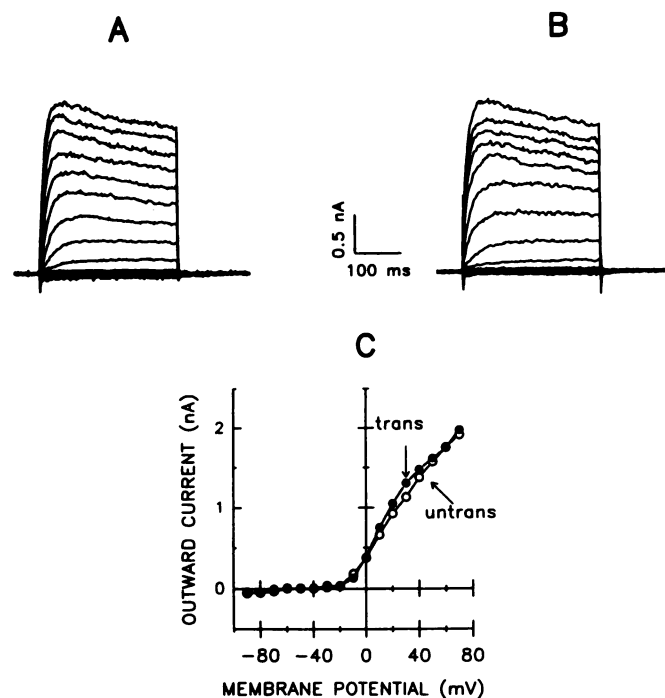 A
B
0.5 nA
100 ms
C
OUTWARD CURRENT (nA)
2
1
0
trans
untrans
-80 -40 0 40 80
MEMBRANE POTENTIAL (mV)